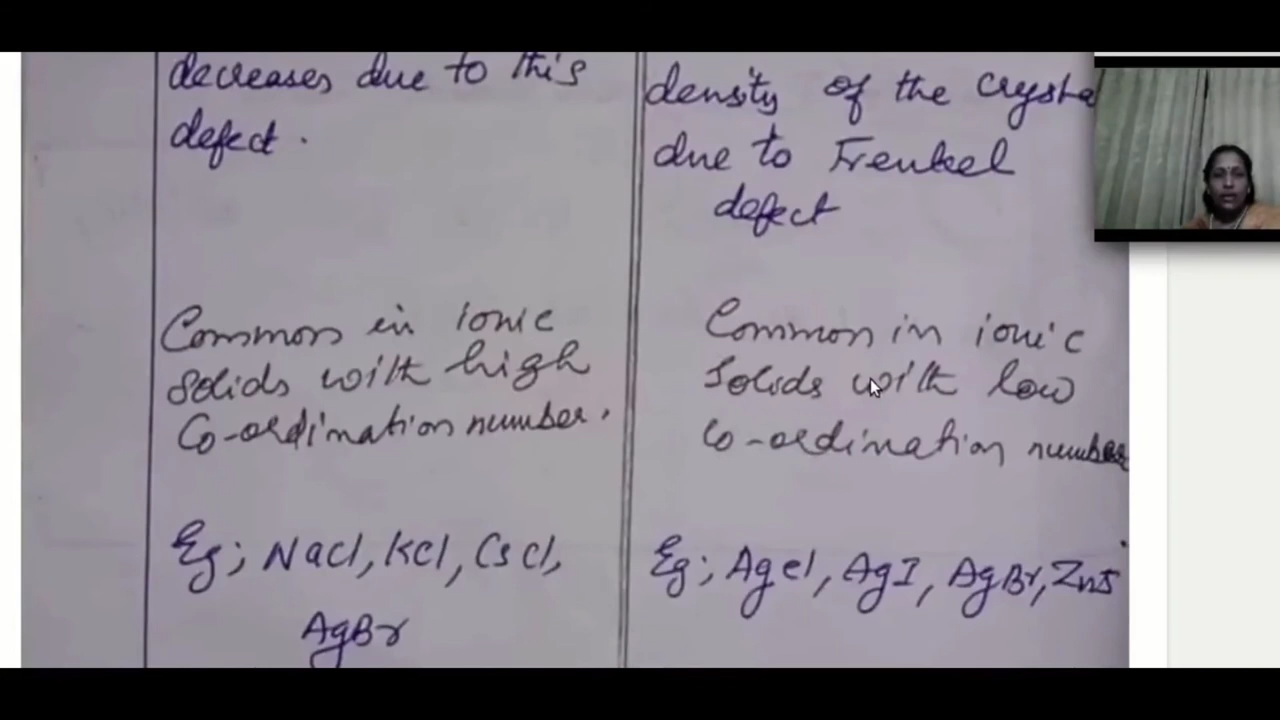 decreases due to this
defect.
Common in ionic
solids with high
Co-ordination number.
Eg; NaCl, KCl, CsCl,
AgBr
density of the crysta
due to Frenkel
defect
Common in ionic
solids with low
Co-ordination number
Eg; AgCl, AgI, AgBr, ZnS